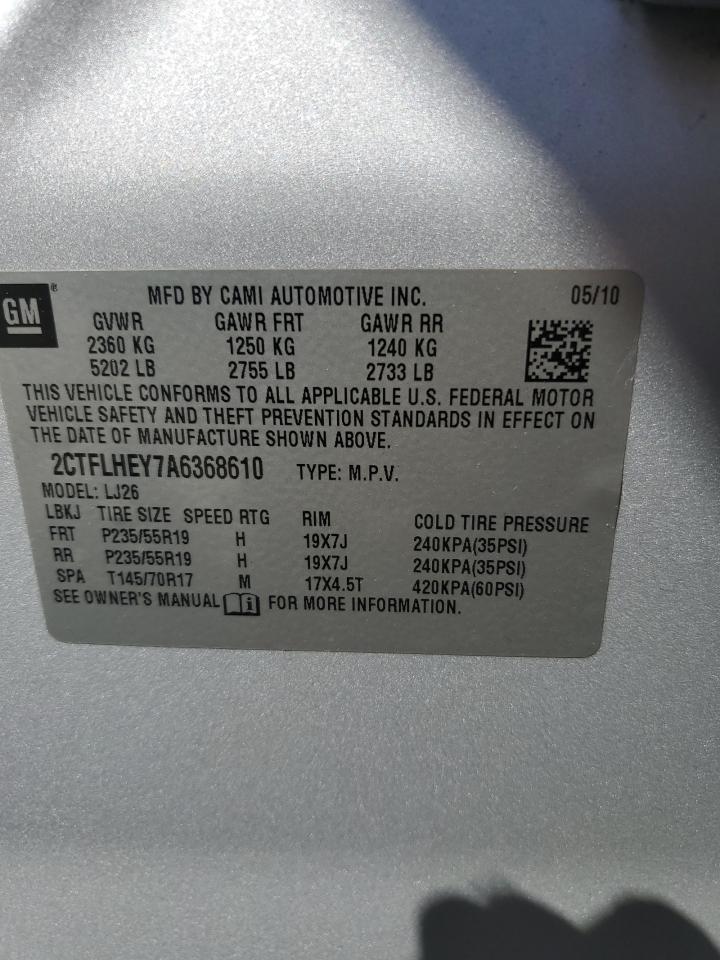 GM ® MFD BY CAMI AUTOMOTIVE INC. 05/10
GVWR GAWR FRT GAWR RR
2360 KG 1250 KG 1240 KG
5202 LB 2755 LB 2733 LB
THIS VEHICLE CONFORMS TO ALL APPLICABLE U.S. FEDERAL MOTOR
VEHICLE SAFETY AND THEFT PREVENTION STANDARDS IN EFFECT ON
THE DATE OF MANUFACTURE SHOWN ABOVE.
2CTFLHEY7A6368610 TYPE: M.P.V.
MODEL: LJ26
LBKJ TIRE SIZE SPEED RTG RIM COLD TIRE PRESSURE
FRT P235/55R19 H 19X7J 240KPA(35PSI)
RR P235/55R19 H 19X7J 240KPA(35PSI)
SPA T145/70R17 M 17X4.5T 420KPA(60PSI)
SEE OWNER'S MANUAL i FOR MORE INFORMATION.